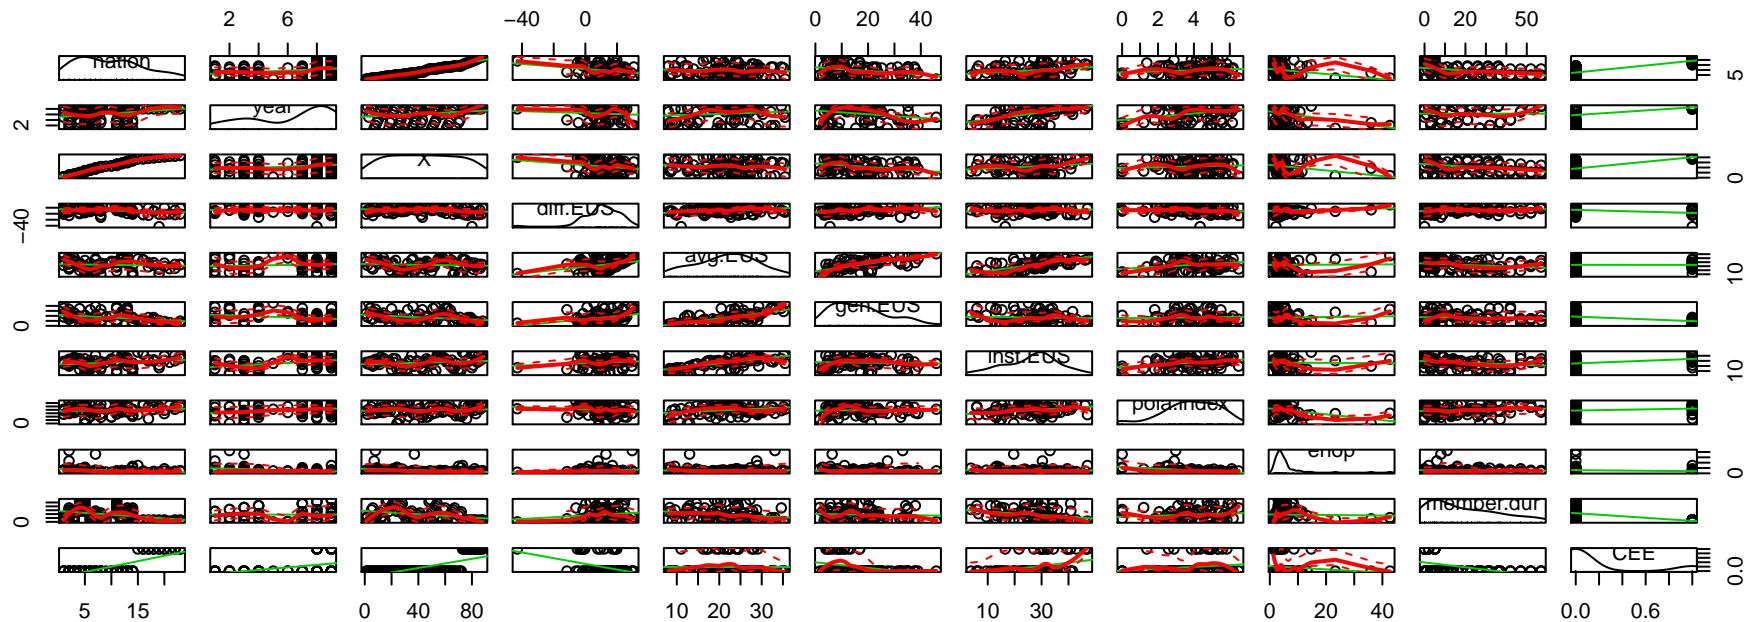 −40 0 0 20 40 0 2 4 6 0 20 50
2 6
nation
5
year
2
X
0
diff.EUS
−40
avg.EUS
10
gen.EUS
0
inst.EUS
10
pola.index
0
enop
0
member.dur
0
CEE
0.0
5 15 0 40 80 10 20 30 10 30 0 20 40 0.0 0.6